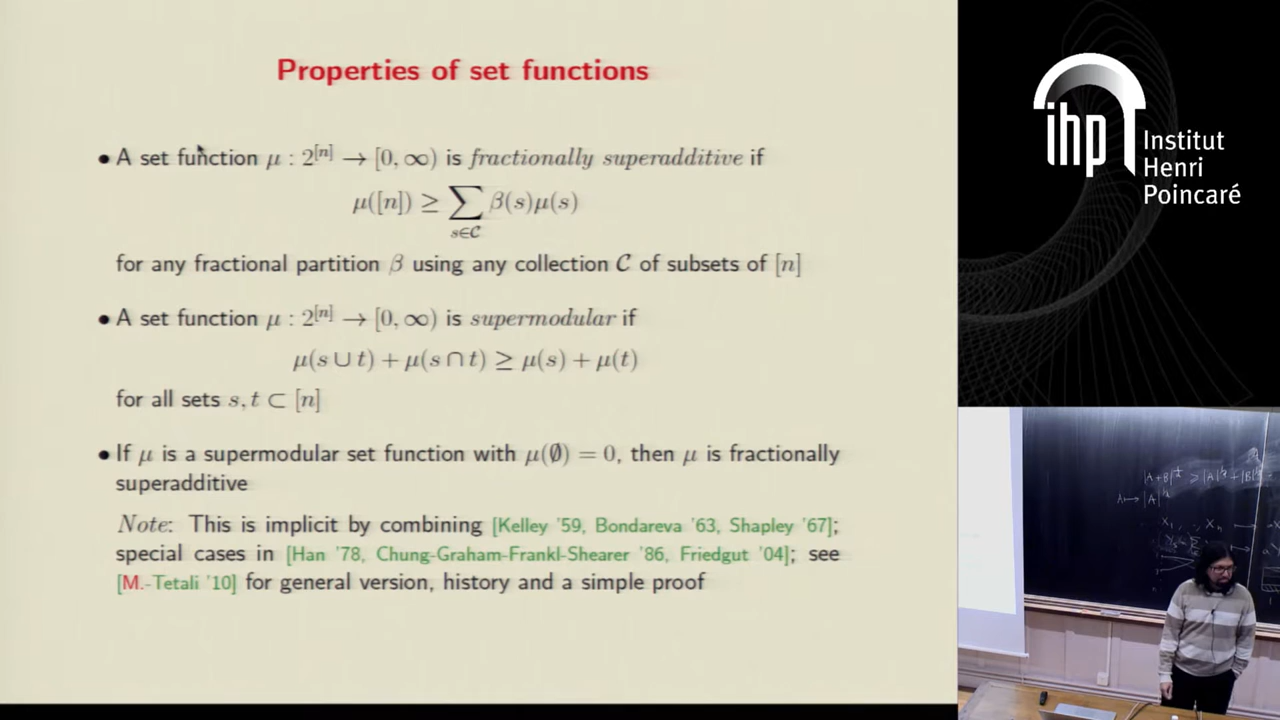 Properties of set functions
• A set function μ : 2^[n] → [0, ∞) is fractionally superadditive if
μ([n]) ≥ ∑_{s∈𝒞} β(s)μ(s)
for any fractional partition β using any collection 𝒞 of subsets of [n]
• A set function μ : 2^[n] → [0, ∞) is supermodular if
μ(s ∪ t) + μ(s ∩ t) ≥ μ(s) + μ(t)
for all sets s, t ⊂ [n]
• If μ is a supermodular set function with μ(∅) = 0, then μ is fractionally
superadditive
Note: This is implicit by combining [Kelley '59, Bondareva '63, Shapley '67];
special cases in [Han '78, Chung-Graham-Frankl-Shearer '86, Friedgut '04]; see
[M.-Tetali '10] for general version, history and a simple proof
ihp
Institut
Henri
Poincaré